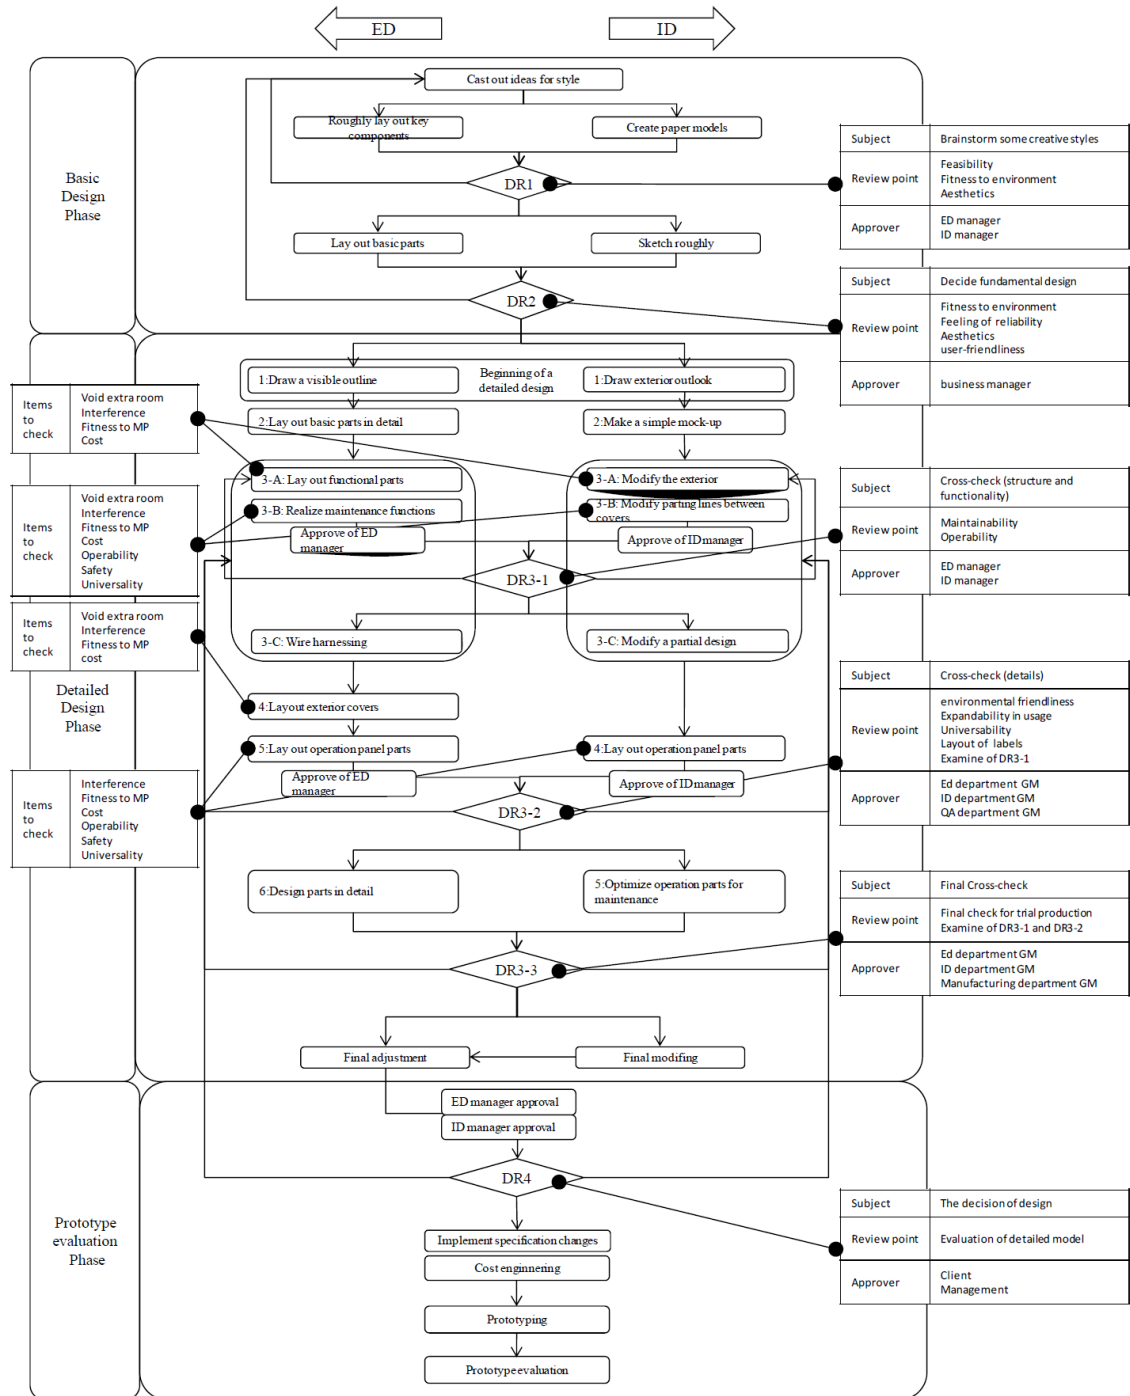 ED
ID
Basic
Design
Phase
Cast out ideas for style
Roughly lay out key
components
Create paper models
DR1
Lay out basic parts
Sketch roughly
DR2
Subject
Brainstorm some creative styles
Review point
Feasibility
Fitness to environment
Aesthetics
Approver
ED manager
ID manager
Subject
Decide fundamental design
Review point
Fitness to environment
Feeling of reliability
Aesthetics
user-friendliness
Approver
business manager
Detailed
Design
Phase
Beginning of a
detailed design
1:Draw a visible outline
1:Draw exterior outlook
2:Lay out basic parts in detail
2:Make a simple mock-up
3-A: Lay out functional parts
3-A: Modify the exterior
3-B: Realize maintenance functions
3-B: Modify parting lines between
covers
Approve of ED
manager
Approve of ID manager
DR3-1
3-C: Wire harnessing
3-C: Modify a partial design
4:Layout exterior covers
5:Lay out operation panel parts
4:Lay out operation panel parts
Approve of ED
manager
Approve of ID manager
DR3-2
6:Design parts in detail
5:Optimize operation parts for
maintenance
DR3-3
Final adjustment
Final modifing
Items
to
check
Void extra room
Interference
Fitness to MP
Cost
Items
to
check
Void extra room
Interference
Fitness to MP
Cost
Operability
Safety
Universality
Items
to
check
Void extra room
Interference
Fitness to MP
cost
Items
to
check
Interference
Fitness to MP
Cost
Operability
Safety
Universality
Subject
Cross-check (structure and
functionality)
Review point
Maintainability
Operability
Approver
ED manager
ID manager
Subject
Cross-check (details)
Review point
environmental friendliness
Expandability in usage
Universability
Layout of labels
Examine of DR3-1
Approver
Ed department GM
ID department GM
QA department GM
Subject
Final Cross-check
Review point
Final check for trial production
Examine of DR3-1 and DR3-2
Approver
Ed department GM
ID department GM
Manufacturing department GM
Prototype
evaluation
Phase
ED manager approval
ID manager approval
DR4
Implement specification changes
Cost enginnering
Prototyping
Prototype evaluation
Subject
The decision of design
Review point
Evaluation of detailed model
Approver
Client
Management